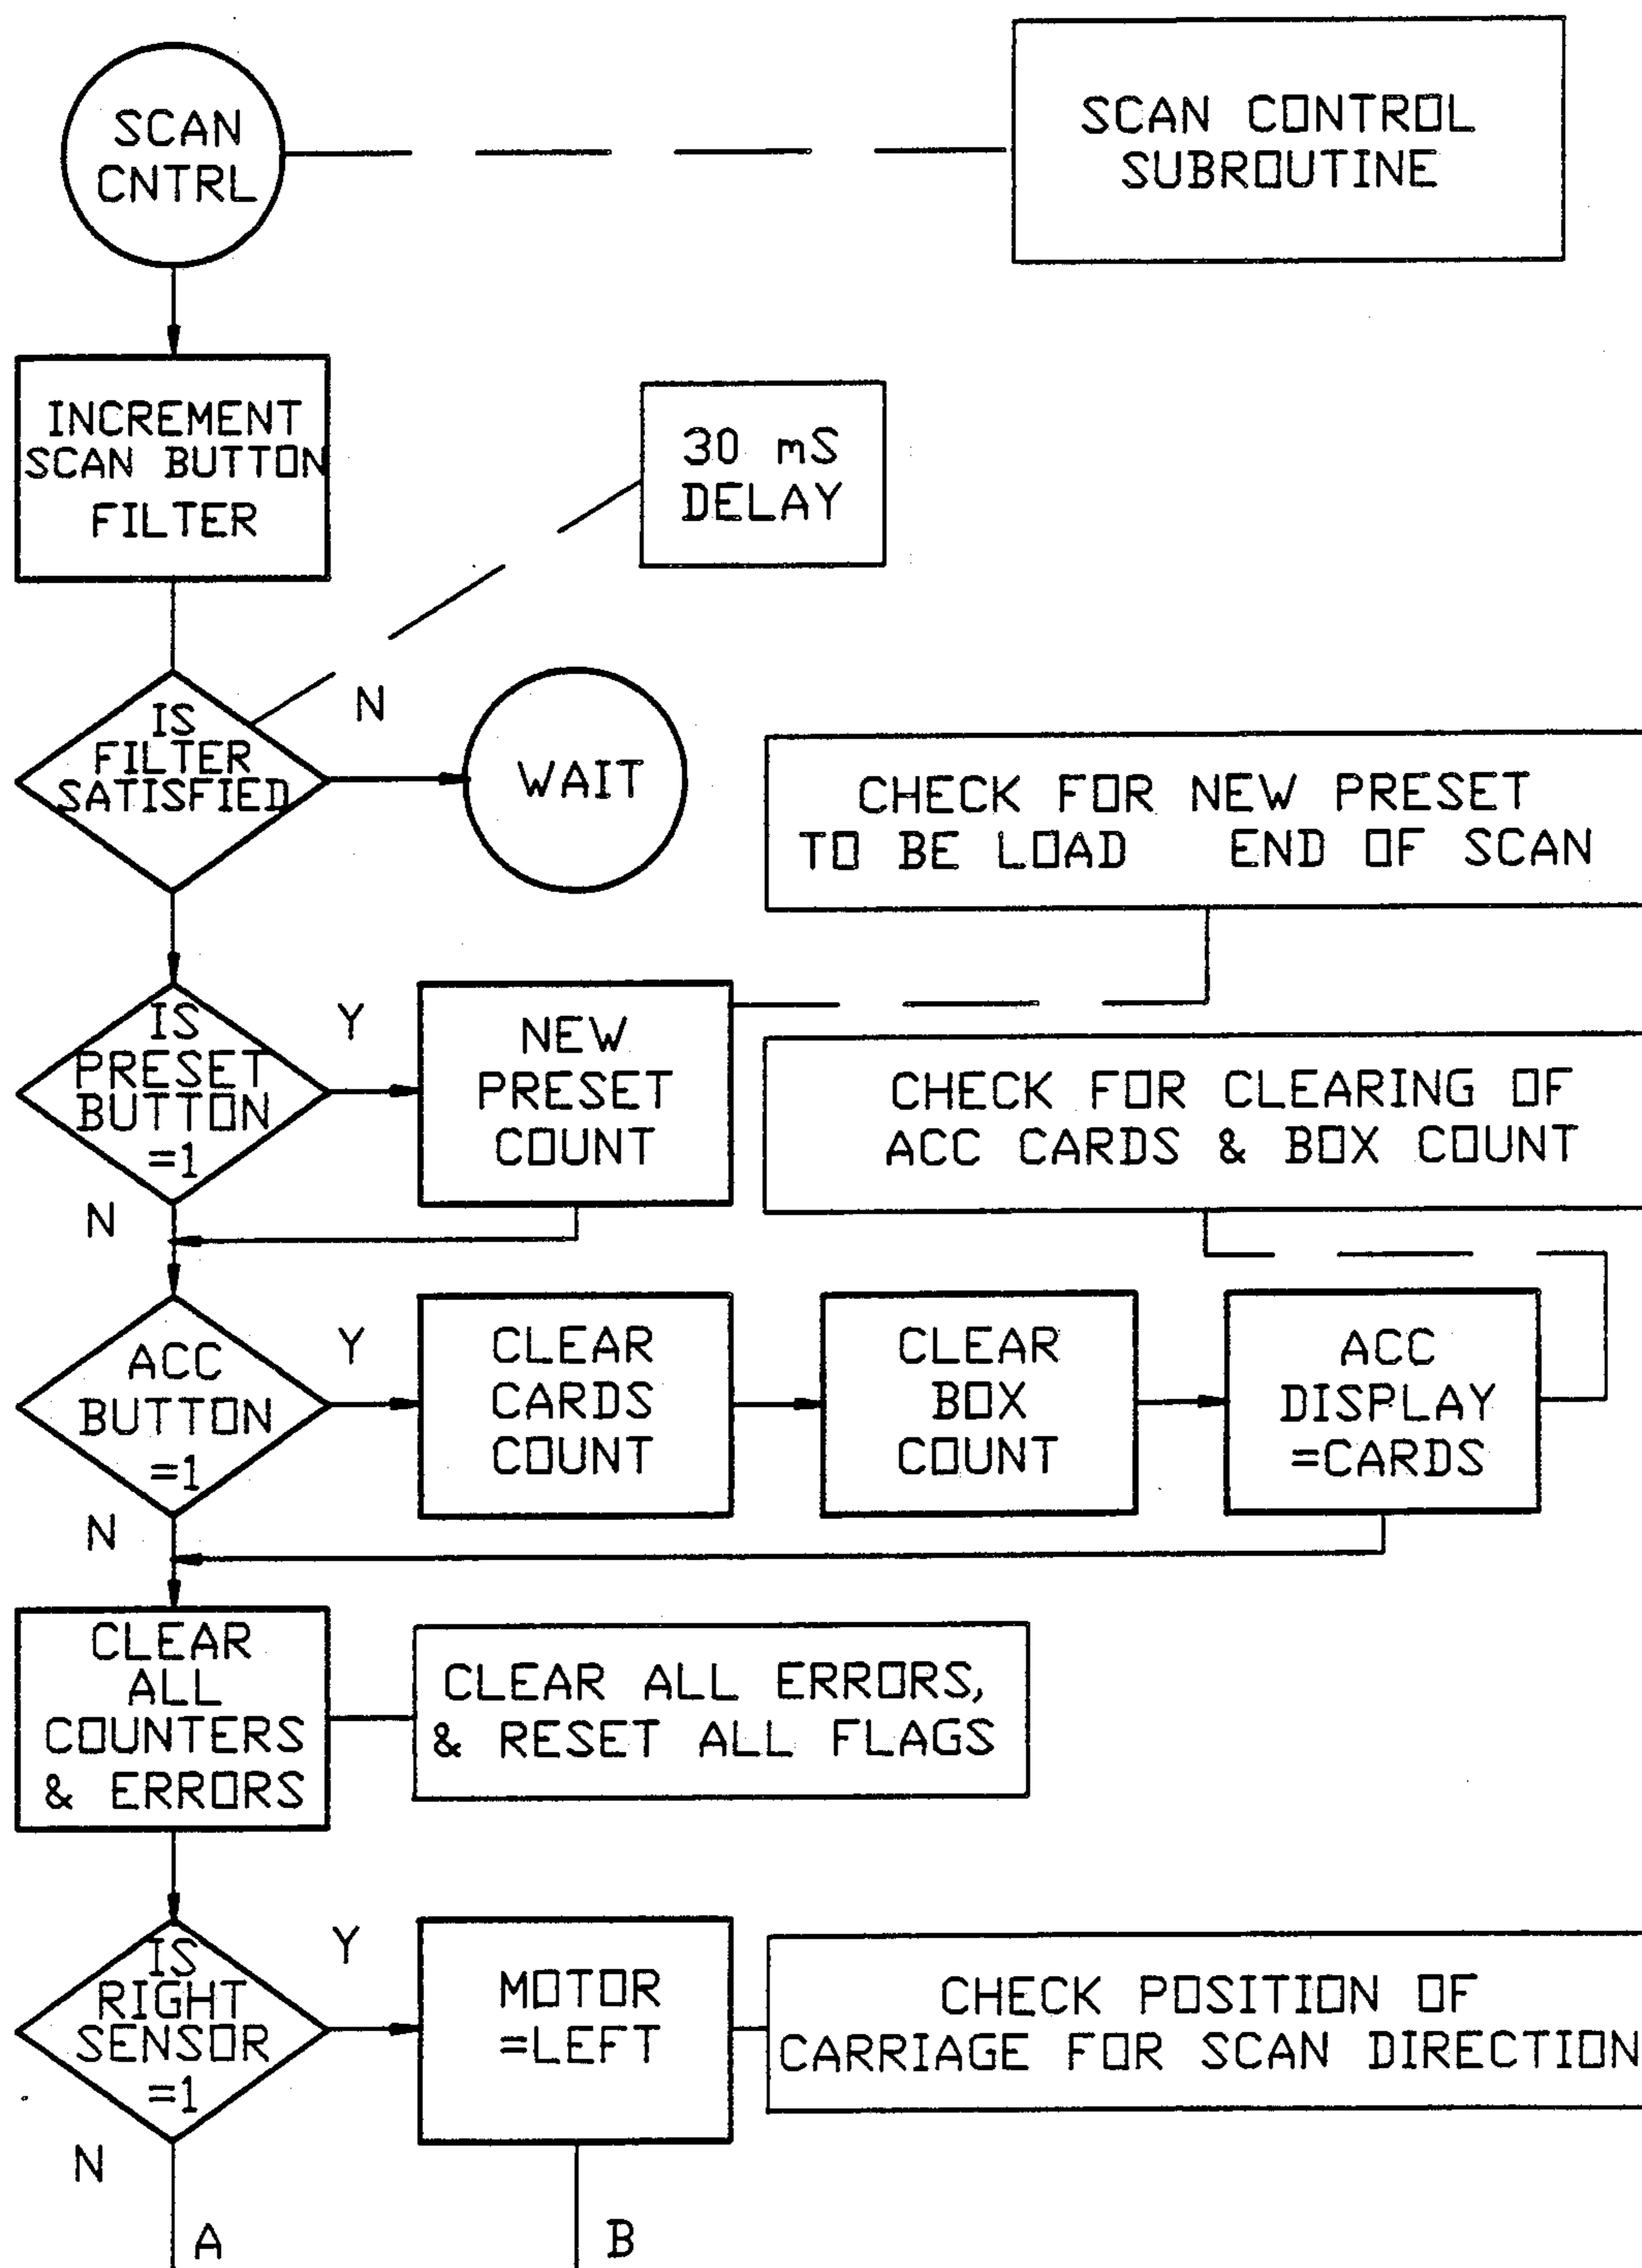 SCAN
CNTRL
SCAN CONTROL
SUBROUTINE
INCREMENT
SCAN BUTTON
FILTER
30 mS
DELAY
IS
FILTER
SATISFIED
N
WAIT
CHECK FOR NEW PRESET
TO BE LOAD END OF SCAN
IS
PRESET
BUTTON
=1
Y
N
NEW
PRESET
COUNT
CHECK FOR CLEARING OF
ACC CARDS & BOX COUNT
ACC
BUTTON
=1
Y
N
CLEAR
CARDS
COUNT
CLEAR
BOX
COUNT
ACC
DISPLAY
=CARDS
CLEAR
ALL
COUNTERS
& ERRORS
CLEAR ALL ERRORS,
& RESET ALL FLAGS
IS
RIGHT
SENSOR
=1
Y
N
MOTOR
=LEFT
CHECK POSITION OF
CARRIAGE FOR SCAN DIRECTION
A
B